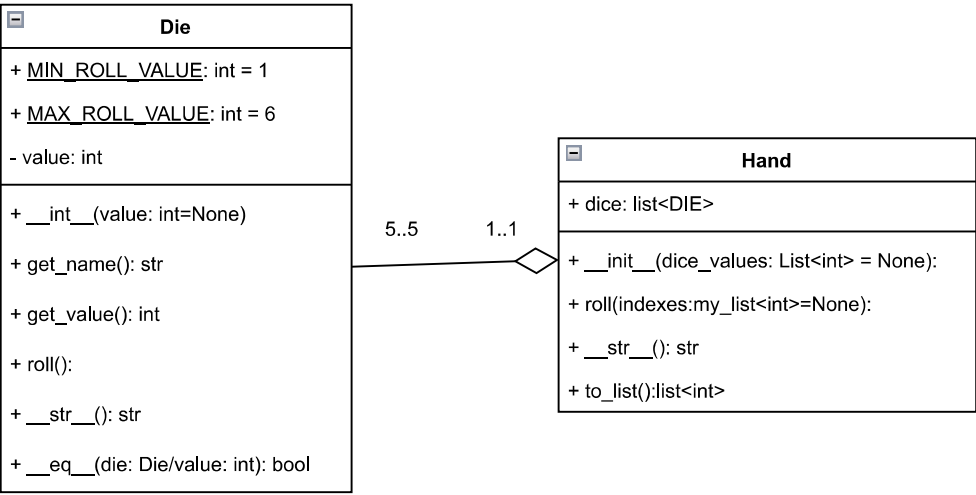 Die
+ MIN_ROLL_VALUE: int = 1
+ MAX_ROLL_VALUE: int = 6
- value: int
+ __int__(value: int=None)
+ get_name(): str
+ get_value(): int
+ roll():
+ __str__(): str
+ __eq__(die: Die/value: int): bool
5..5
1..1
Hand
+ dice: list<DIE>
+ __init__(dice_values: List<int> = None):
+ roll(indexes:my_list<int>=None):
+ __str__(): str
+ to_list():list<int>